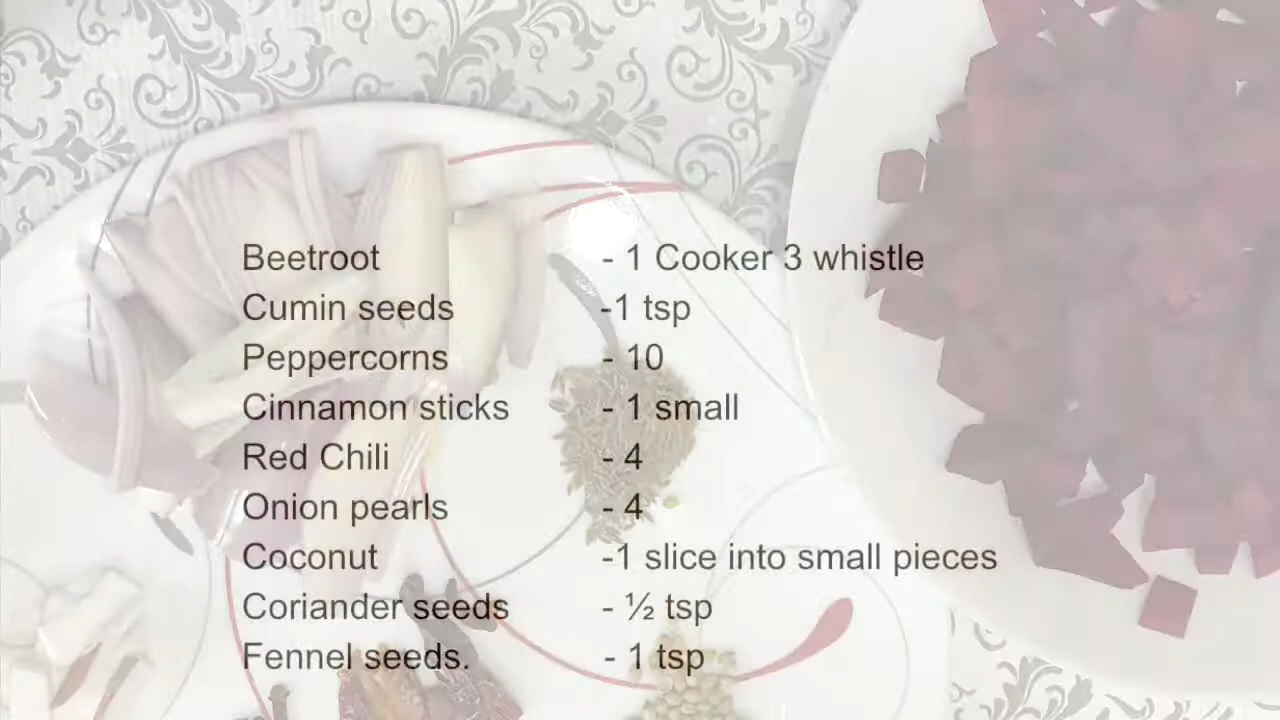 Beetroot - 1 Cooker 3 whistle
Cumin seeds -1 tsp
Peppercorns - 10
Cinnamon sticks - 1 small
Red Chili - 4
Onion pearls - 4
Coconut -1 slice into small pieces
Coriander seeds - ½ tsp
Fennel seeds. - 1 tsp